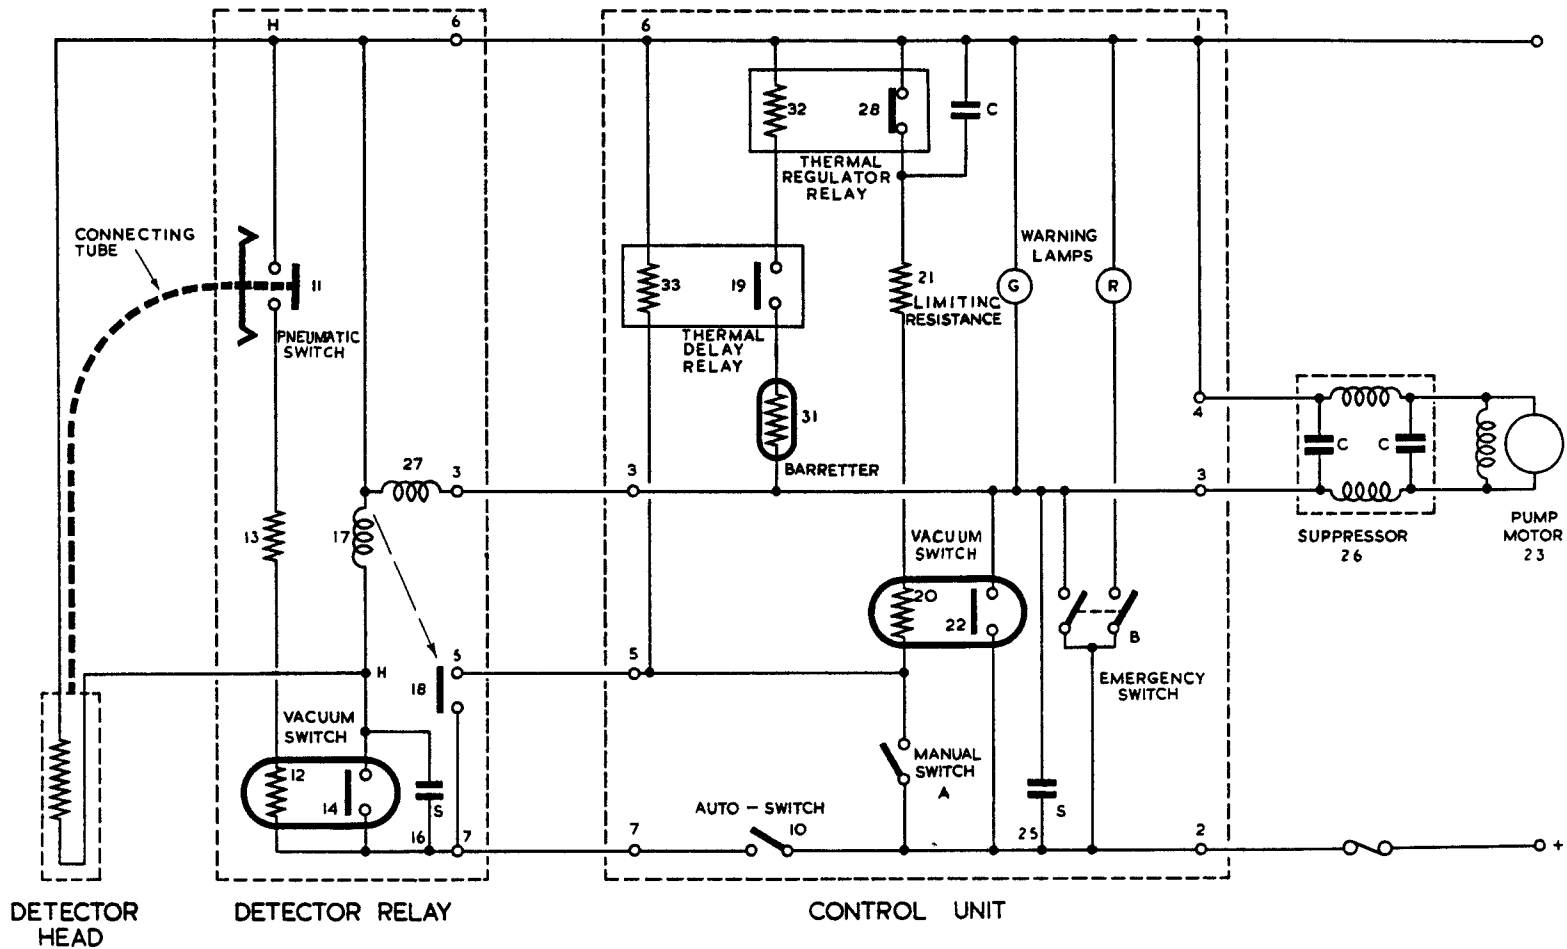 H
6
6
1
32
28
C
THERMAL
REGULATOR
RELAY
CONNECTING
TUBE
11
PNEUMATIC
SWITCH
33
19
THERMAL
DELAY
RELAY
21
LIMITING
RESISTANCE
WARNING
LAMPS
G
R
31
BARRETTER
4
C
C
27
3
3
3
13
17
VACUUM
SWITCH
20
22
B
EMERGENCY
SWITCH
SUPPRESSOR
26
PUMP
MOTOR
23
H
5
5
18
VACUUM
SWITCH
12
14
S
16
7
7
AUTO - SWITCH
10
MANUAL
SWITCH
A
25
S
2
+
DETECTOR
HEAD
DETECTOR RELAY
CONTROL UNIT